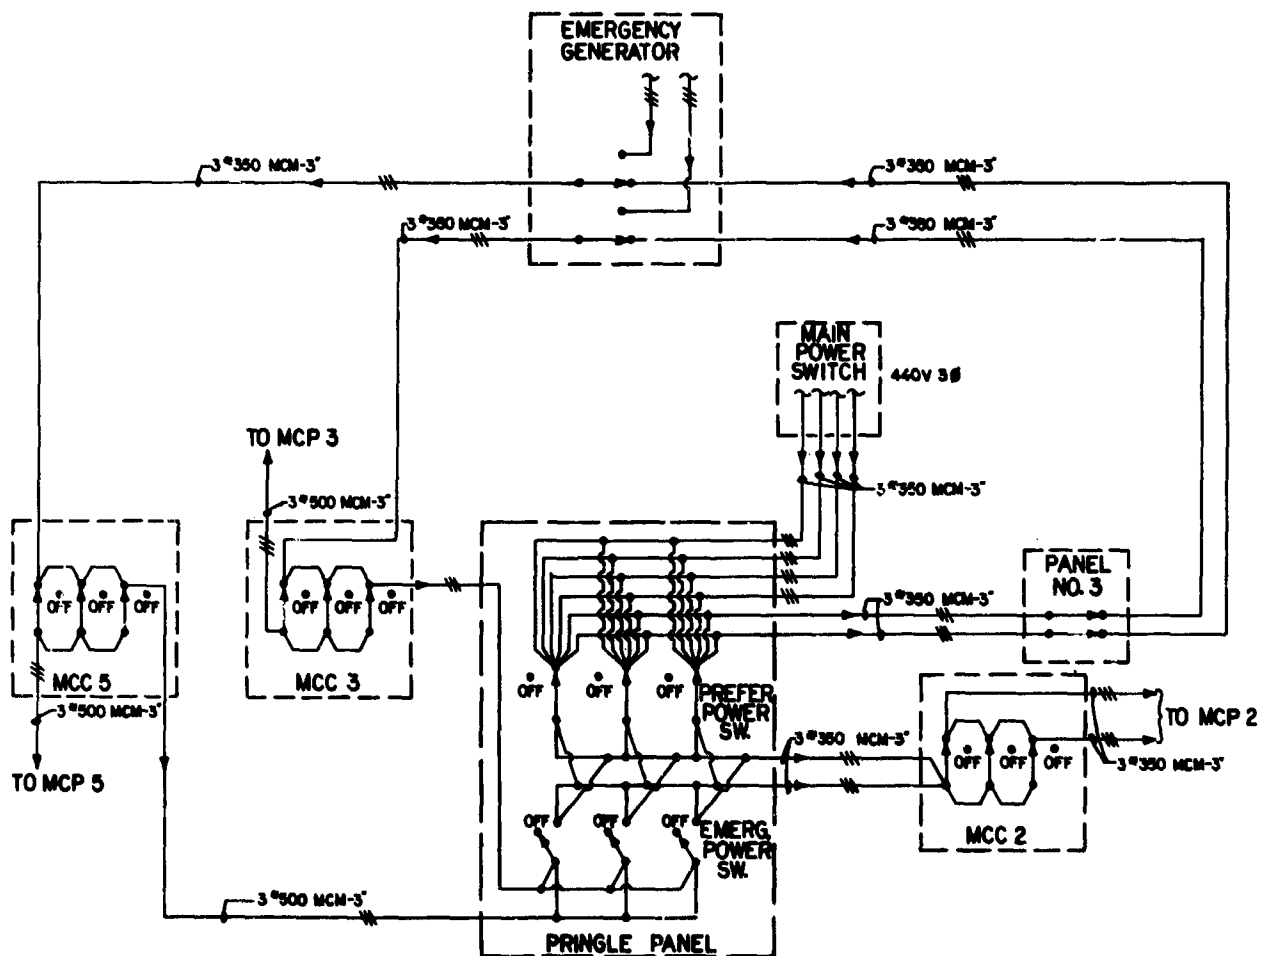 EMERGENCY
GENERATOR
3 #350 MCM-3"
3 #350 MCM-3"
3 #350 MCM-3"
3 #350 MCM-3"
MAIN
POWER
SWITCH
440V 3Ø
3 #350 MCM-3"
TO MCP 3
3 #500 MCM-3"
PANEL
NO. 3
3 #350 MCM-3"
OFF OFF OFF
MCC 5
OFF OFF OFF
MCC 3
3 #500 MCM-3"
TO MCP 5
OFF OFF OFF
PREFER
POWER
SW.
3 #350 MCM-3"
TO MCP 2
3 #350 MCM-3"
OFF OFF OFF
MCC 2
OFF OFF OFF
EMERG.
POWER
SW.
3 #500 MCM-3"
PRINGLE PANEL